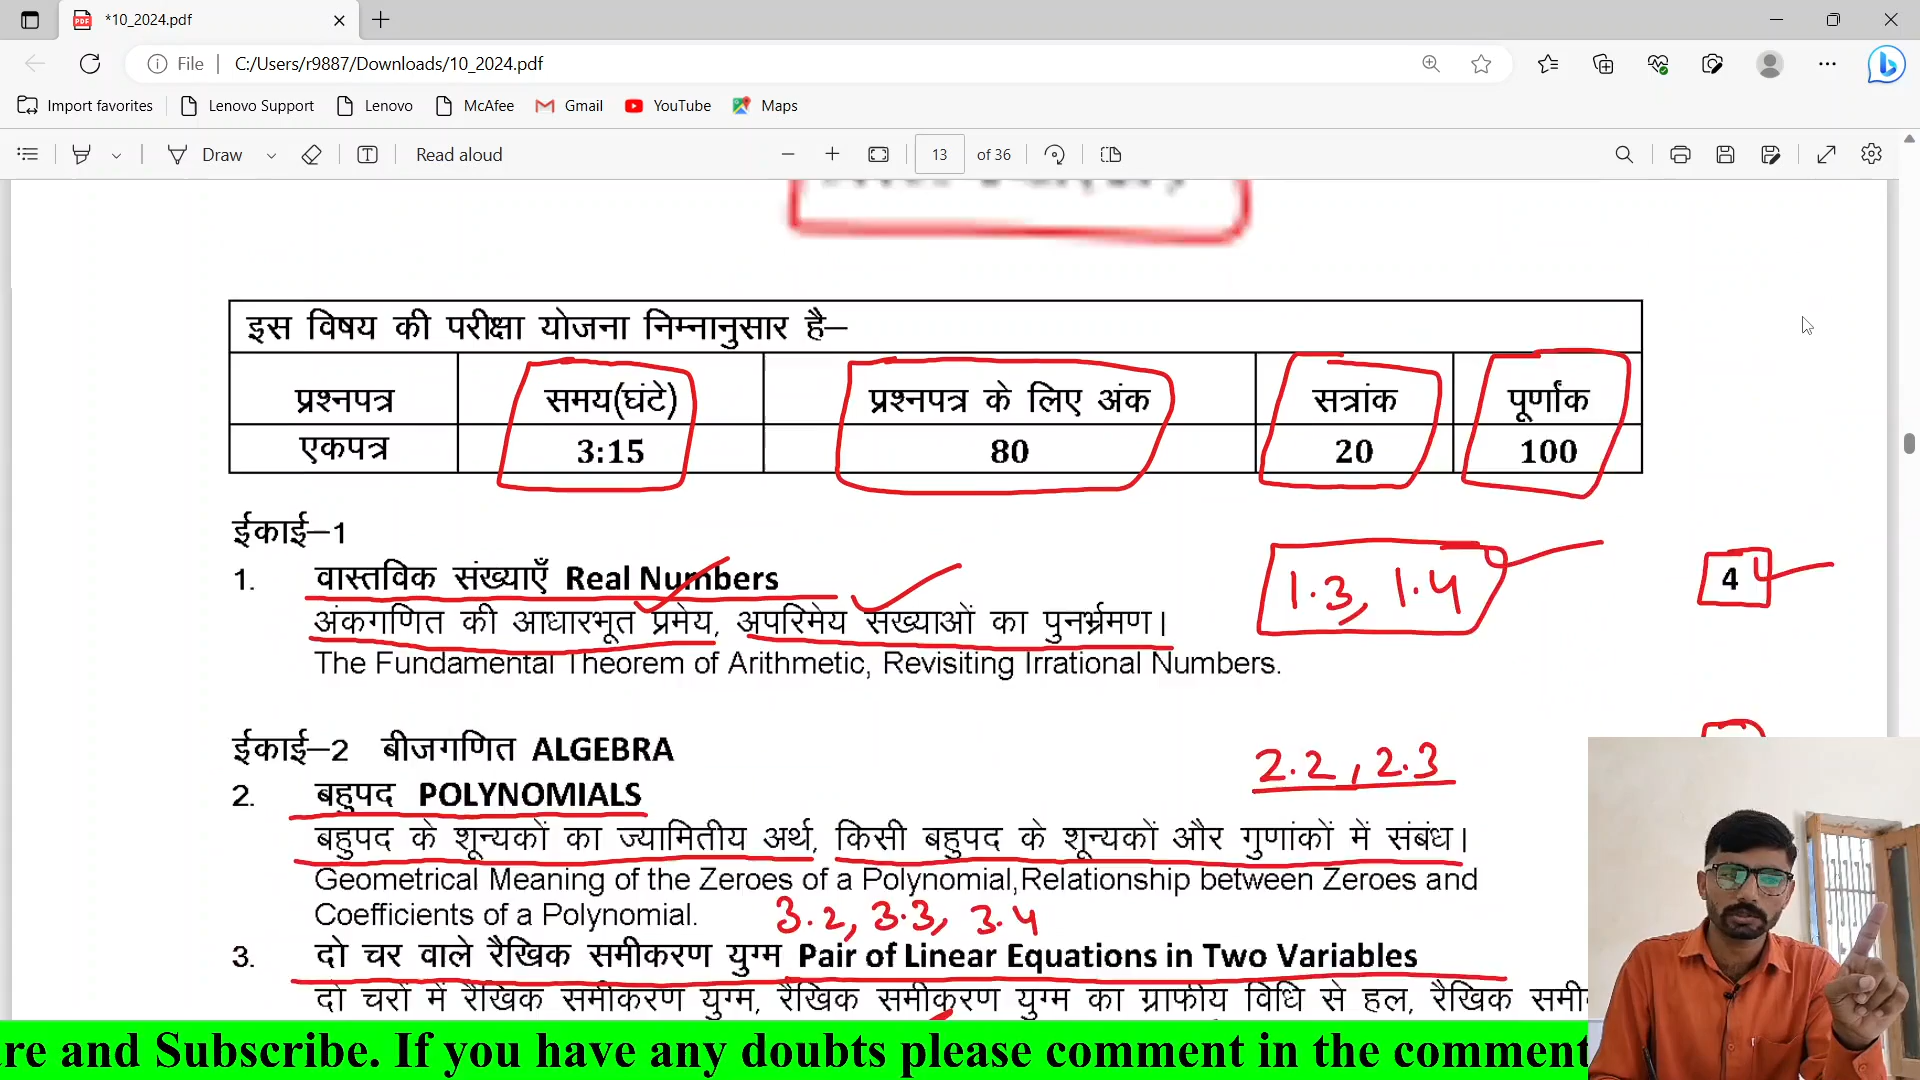 *10_2024.pdf
File C:/Users/r9887/Downloads/10_2024.pdf
Import favorites Lenovo Support Lenovo McAfee Gmail YouTube Maps
Draw Read aloud 13 of 36
इस विषय की परीक्षा योजना निम्नानुसार है–
प्रश्नपत्र समय(घंटे) प्रश्नपत्र के लिए अंक सत्रांक पूर्णांक
एकपत्र 3:15 80 20 100
ईकाई–1
1. वास्तविक संख्याएँ Real Numbers 1.3, 1.4 4
अंकगणित की आधारभूत प्रमेय, अपरिमेय संख्याओं का पुनर्भ्रमण।
The Fundamental Theorem of Arithmetic, Revisiting Irrational Numbers.
ईकाई–2 बीजगणित ALGEBRA 2.2, 2.3
2. बहुपद POLYNOMIALS
बहुपद के शून्यकों का ज्यामितीय अर्थ, किसी बहुपद के शून्यकों और गुणांकों में संबंध।
Geometrical Meaning of the Zeroes of a Polynomial,Relationship between Zeroes and
Coefficients of a Polynomial. 3.2, 3.3, 3.4
3. दो चर वाले रैखिक समीकरण युग्म Pair of Linear Equations in Two Variables
दो चरों में रैखिक समीकरण युग्म, रैखिक समीकरण युग्म का ग्राफीय विधि से हल, रैखिक
re and Subscribe. If you have any doubts please comment in the comment